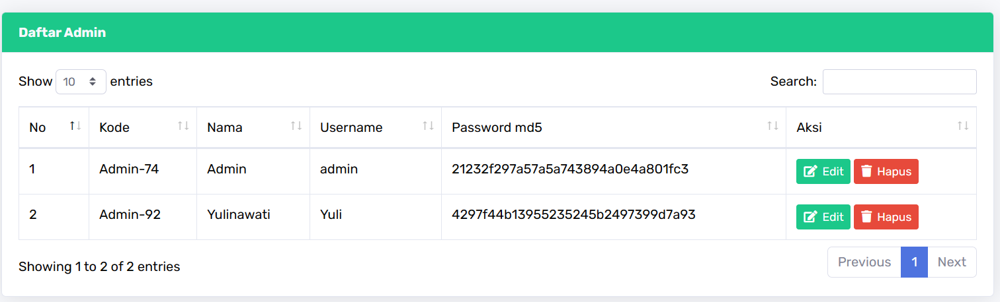 Daftar Admin
Show 10 entries Search:
No Kode Nama Username Password md5 Aksi
1 Admin-74 Admin admin 21232f297a57a5a743894a0e4a801fc3 Edit Hapus
2 Admin-92 Yulinawati Yuli 4297f44b13955235245b2497399d7a93 Edit Hapus
Showing 1 to 2 of 2 entries Previous 1 Next